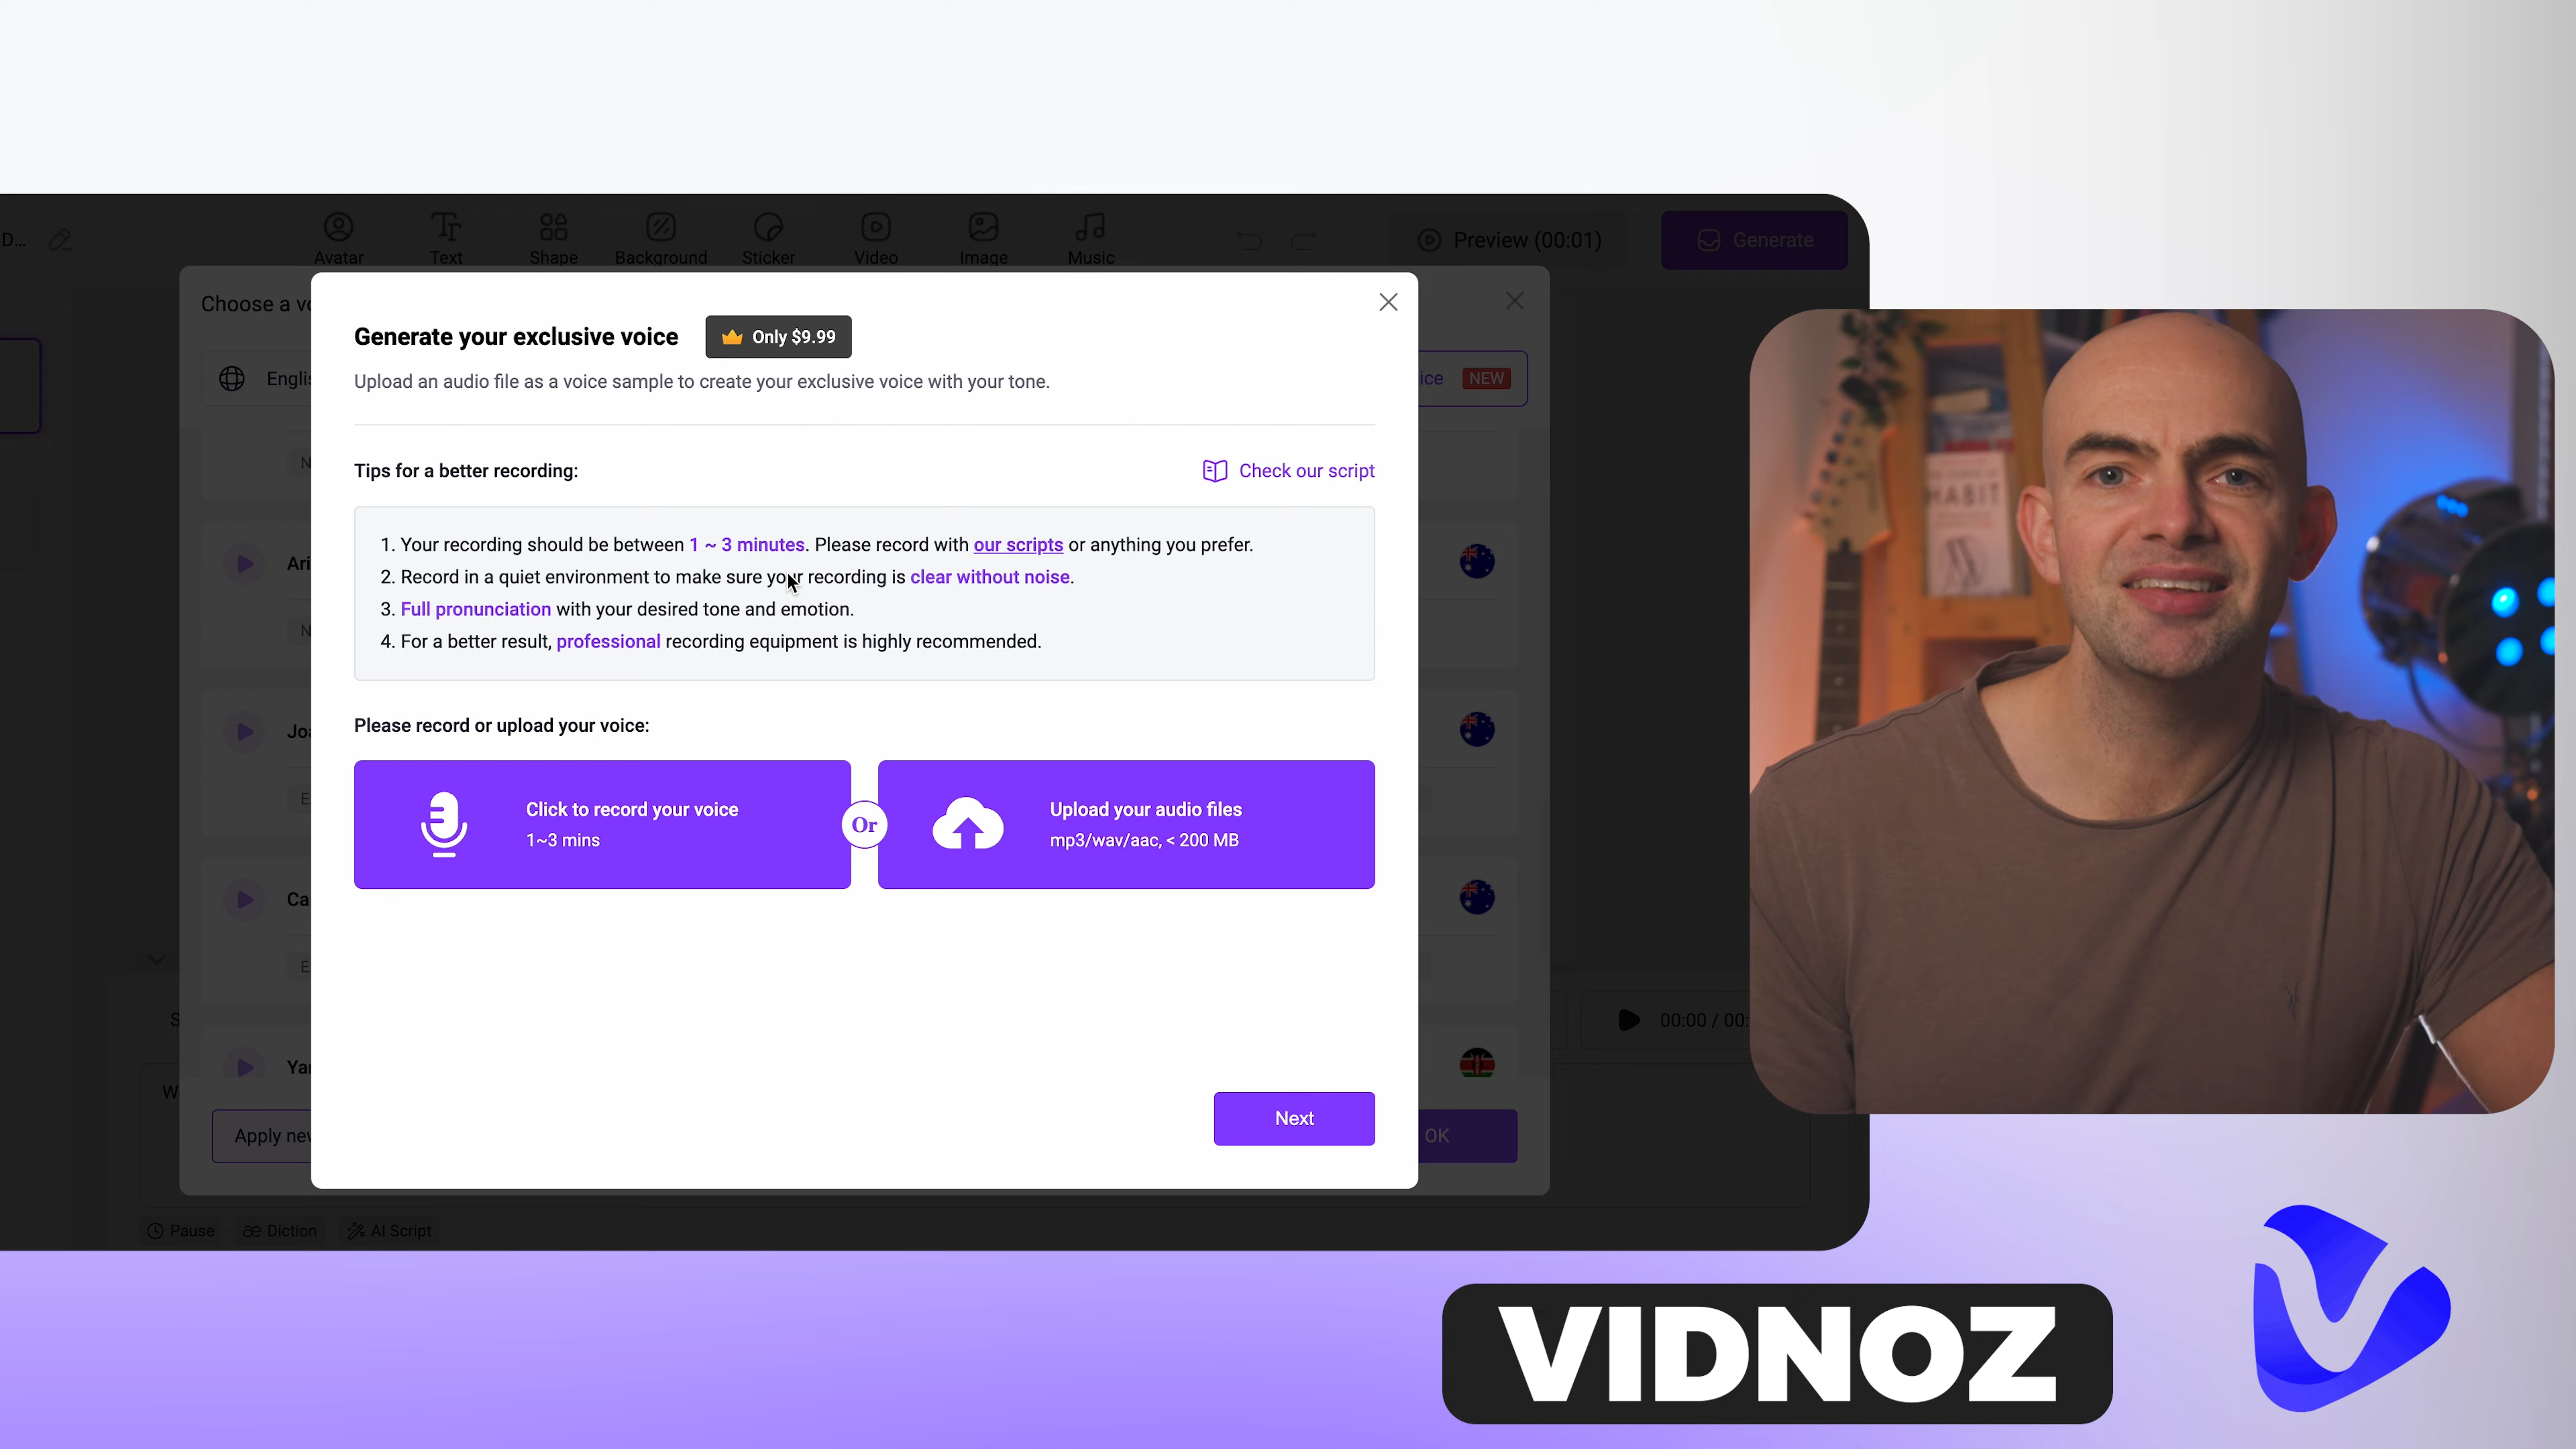 D...
Avatar
Text
Shape
Background
Sticker
Video
Image
Music
Preview (00:01)
Generate
Choose a
Generate your exclusive voice
Only $9.99
Upload an audio file as a voice sample to create your exclusive voice with your tone.
NEW
Tips for a better recording:
Check our script
1. Your recording should be between 1 ~ 3 minutes. Please record with our scripts or anything you prefer.
2. Record in a quiet environment to make sure your recording is clear without noise.
3. Full pronunciation with your desired tone and emotion.
4. For a better result, professional recording equipment is highly recommended.
HABIT
Please record or upload your voice:
Click to record your voice
1~3 mins
Or
Upload your audio files
mp3/wav/aac, < 200 MB
00:00 / 00:
Next
Apply
OK
Pause
æ Diction
AI Script
VIDNOZ